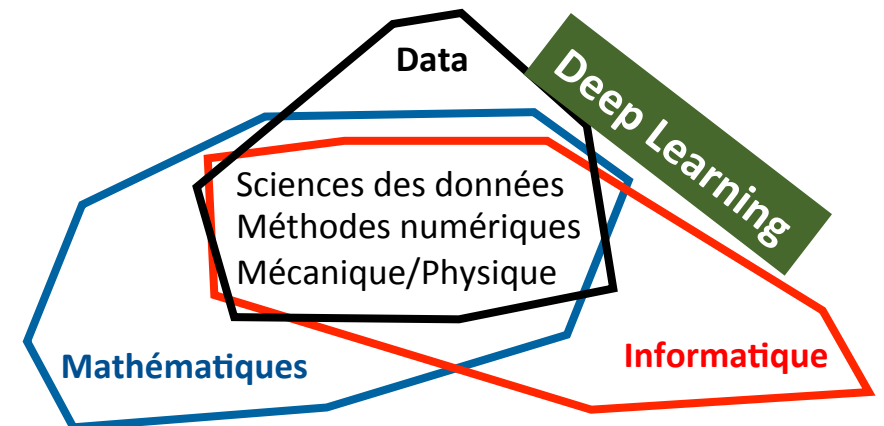 Data
Deep Learning
Sciences des données
Méthodes numériques
Mécanique/Physique
Mathématiques
Informatique